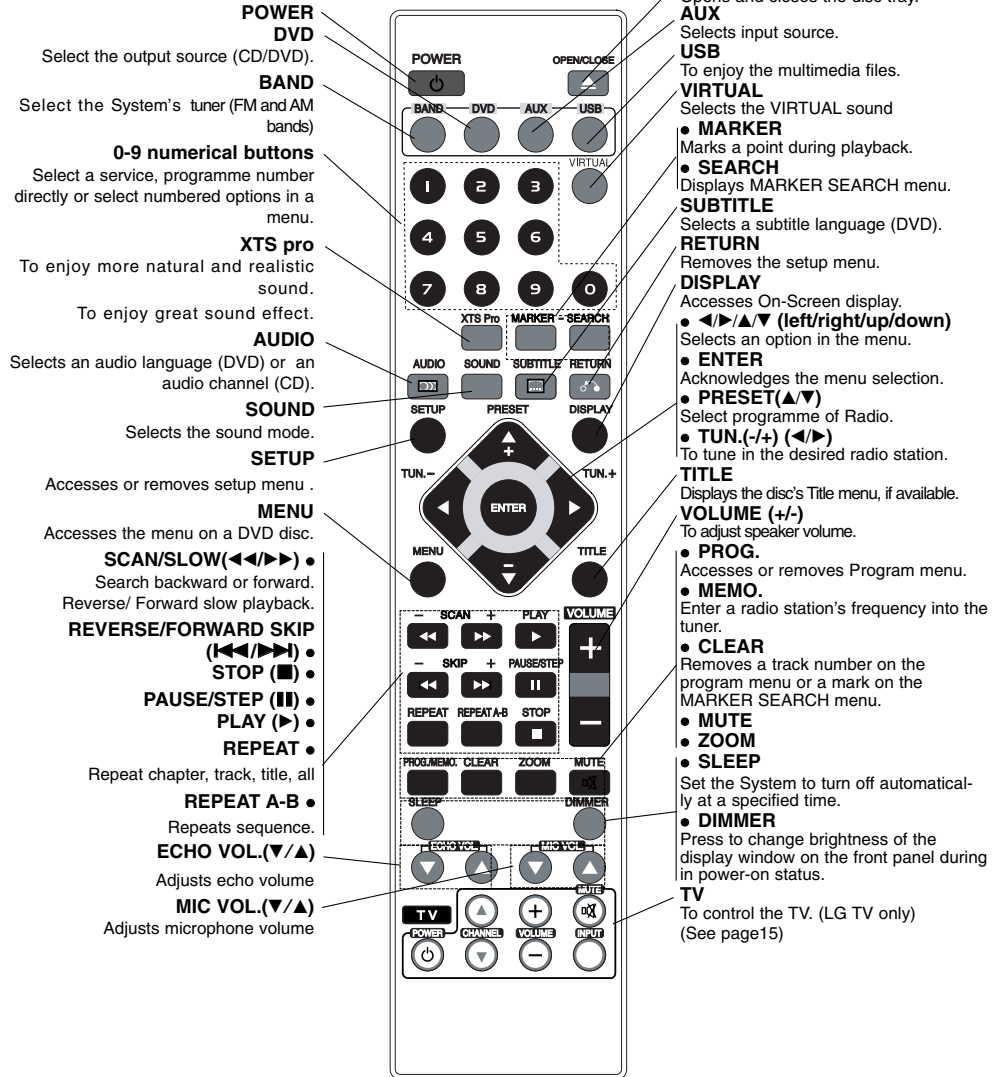 POWER
DVD
Select the output source (CD/DVD).
BAND
Select the System's tuner (FM and AM
bands)
0-9 numerical buttons
Select a service, programme number
directly or select numbered options in a
menu.
XTS pro
To enjoy more natural and realistic
sound.
To enjoy great sound effect.
AUDIO
Selects an audio language (DVD) or an
audio channel (CD).
SOUND
Selects the sound mode.
SETUP
Accesses or removes setup menu .
MENU
Accesses the menu on a DVD disc.
SCAN/SLOW(◀◀/▶▶) ●
Search backward or forward.
Reverse/ Forward slow playback.
REVERSE/FORWARD SKIP
(|◀◀/▶▶|) ●
STOP (■) ●
PAUSE/STEP (❚❚) ●
PLAY (▶) ●
REPEAT ●
Repeat chapter, track, title, all
REPEAT A-B ●
Repeats sequence.
ECHO VOL.(▼/▲)
Adjusts echo volume
MIC VOL.(▼/▲)
Adjusts microphone volume
POWER OPEN/CLOSE
BAND DVD AUX USB
VIRTUAL
1 2 3
4 5 6
7 8 9 0
XTS Pro MARKER - SEARCH
AUDIO SOUND SUBTITLE RETURN
SETUP PRESET DISPLAY
+
TUN.- TUN.+
ENTER
MENU TITLE
-
- SCAN + PLAY VOLUME
+
- SKIP + PAUSE/STEP
REPEAT REPEAT A-B STOP
-
PROG./MEMO. CLEAR ZOOM MUTE
SLEEP DIMMER
ECHO VOL. MIC VOL.
MUTE
TV
+
POWER CHANNEL VOLUME INPUT
-
Opens and closes the disc tray.
AUX
Selects input source.
USB
To enjoy the multimedia files.
VIRTUAL
Selects the VIRTUAL sound
● MARKER
Marks a point during playback.
● SEARCH
Displays MARKER SEARCH menu.
SUBTITLE
Selects a subtitle language (DVD).
RETURN
Removes the setup menu.
DISPLAY
Accesses On-Screen display.
● ◀/▶/▲/▼ (left/right/up/down)
Selects an option in the menu.
● ENTER
Acknowledges the menu selection.
● PRESET(▲/▼)
Select programme of Radio.
● TUN.(-/+) (◀/▶)
To tune in the desired radio station.
TITLE
Displays the disc's Title menu, if available.
VOLUME (+/-)
To adjust speaker volume.
● PROG.
Accesses or removes Program menu.
● MEMO.
Enter a radio station's frequency into the
tuner.
● CLEAR
Removes a track number on the
program menu or a mark on the
MARKER SEARCH menu.
● MUTE
● ZOOM
● SLEEP
Set the System to turn off automatical-
ly at a specified time.
● DIMMER
Press to change brightness of the
display window on the front panel during
in power-on status.
TV
To control the TV. (LG TV only)
(See page15)